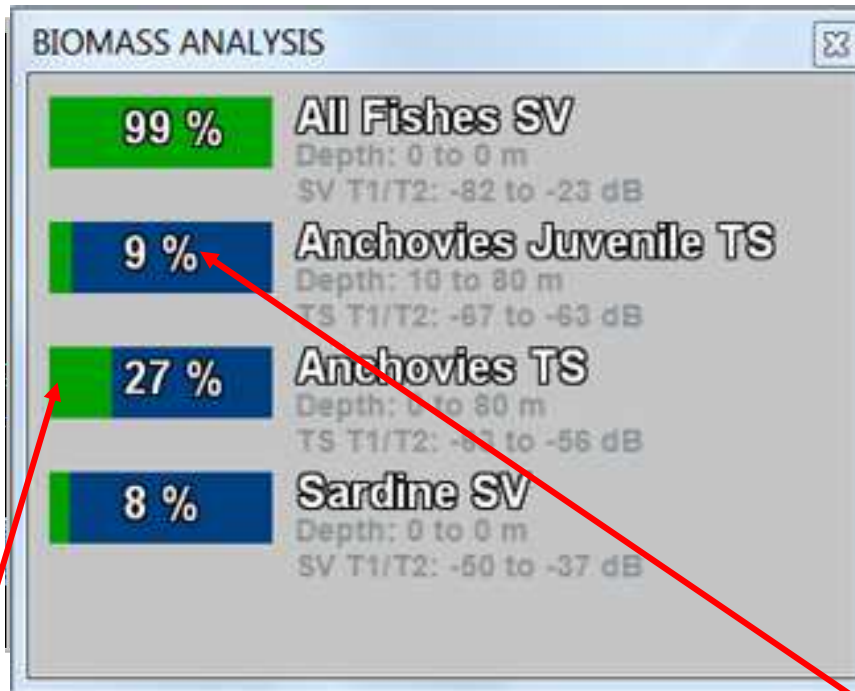 BIOMASS ANALYSIS
99 %
All Fishes SV
Depth: 0 to 0 m
SV T1/T2: -82 to -23 dB
9 %
Anchovies Juvenile TS
Depth: 10 to 80 m
TS T1/T2: -67 to -63 dB
27 %
Anchovies TS
Depth: 0 to 80 m
TS T1/T2: -63 to -56 dB
8 %
Sardine SV
Depth: 0 to 0 m
SV T1/T2: -50 to -37 dB